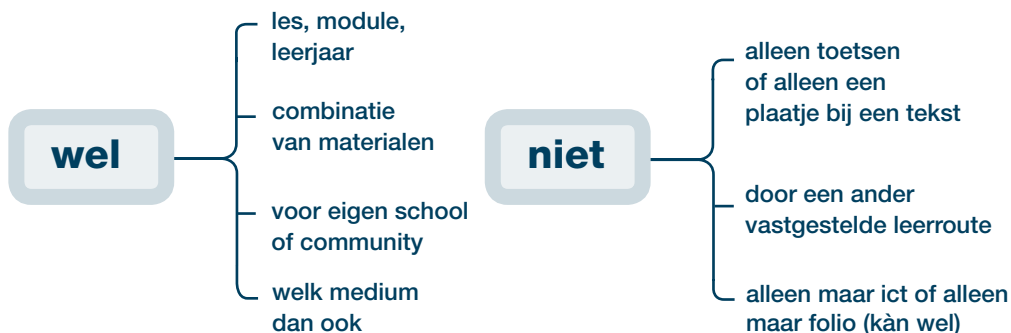 wel
les, module,
leerjaar
combinatie
van materialen
voor eigen school
of community
welk medium
dan ook
niet
alleen toetsen
of alleen een
plaatje bij een tekst
door een ander
vastgestelde leerroute
alleen maar ict of alleen
maar folio (kàn wel)